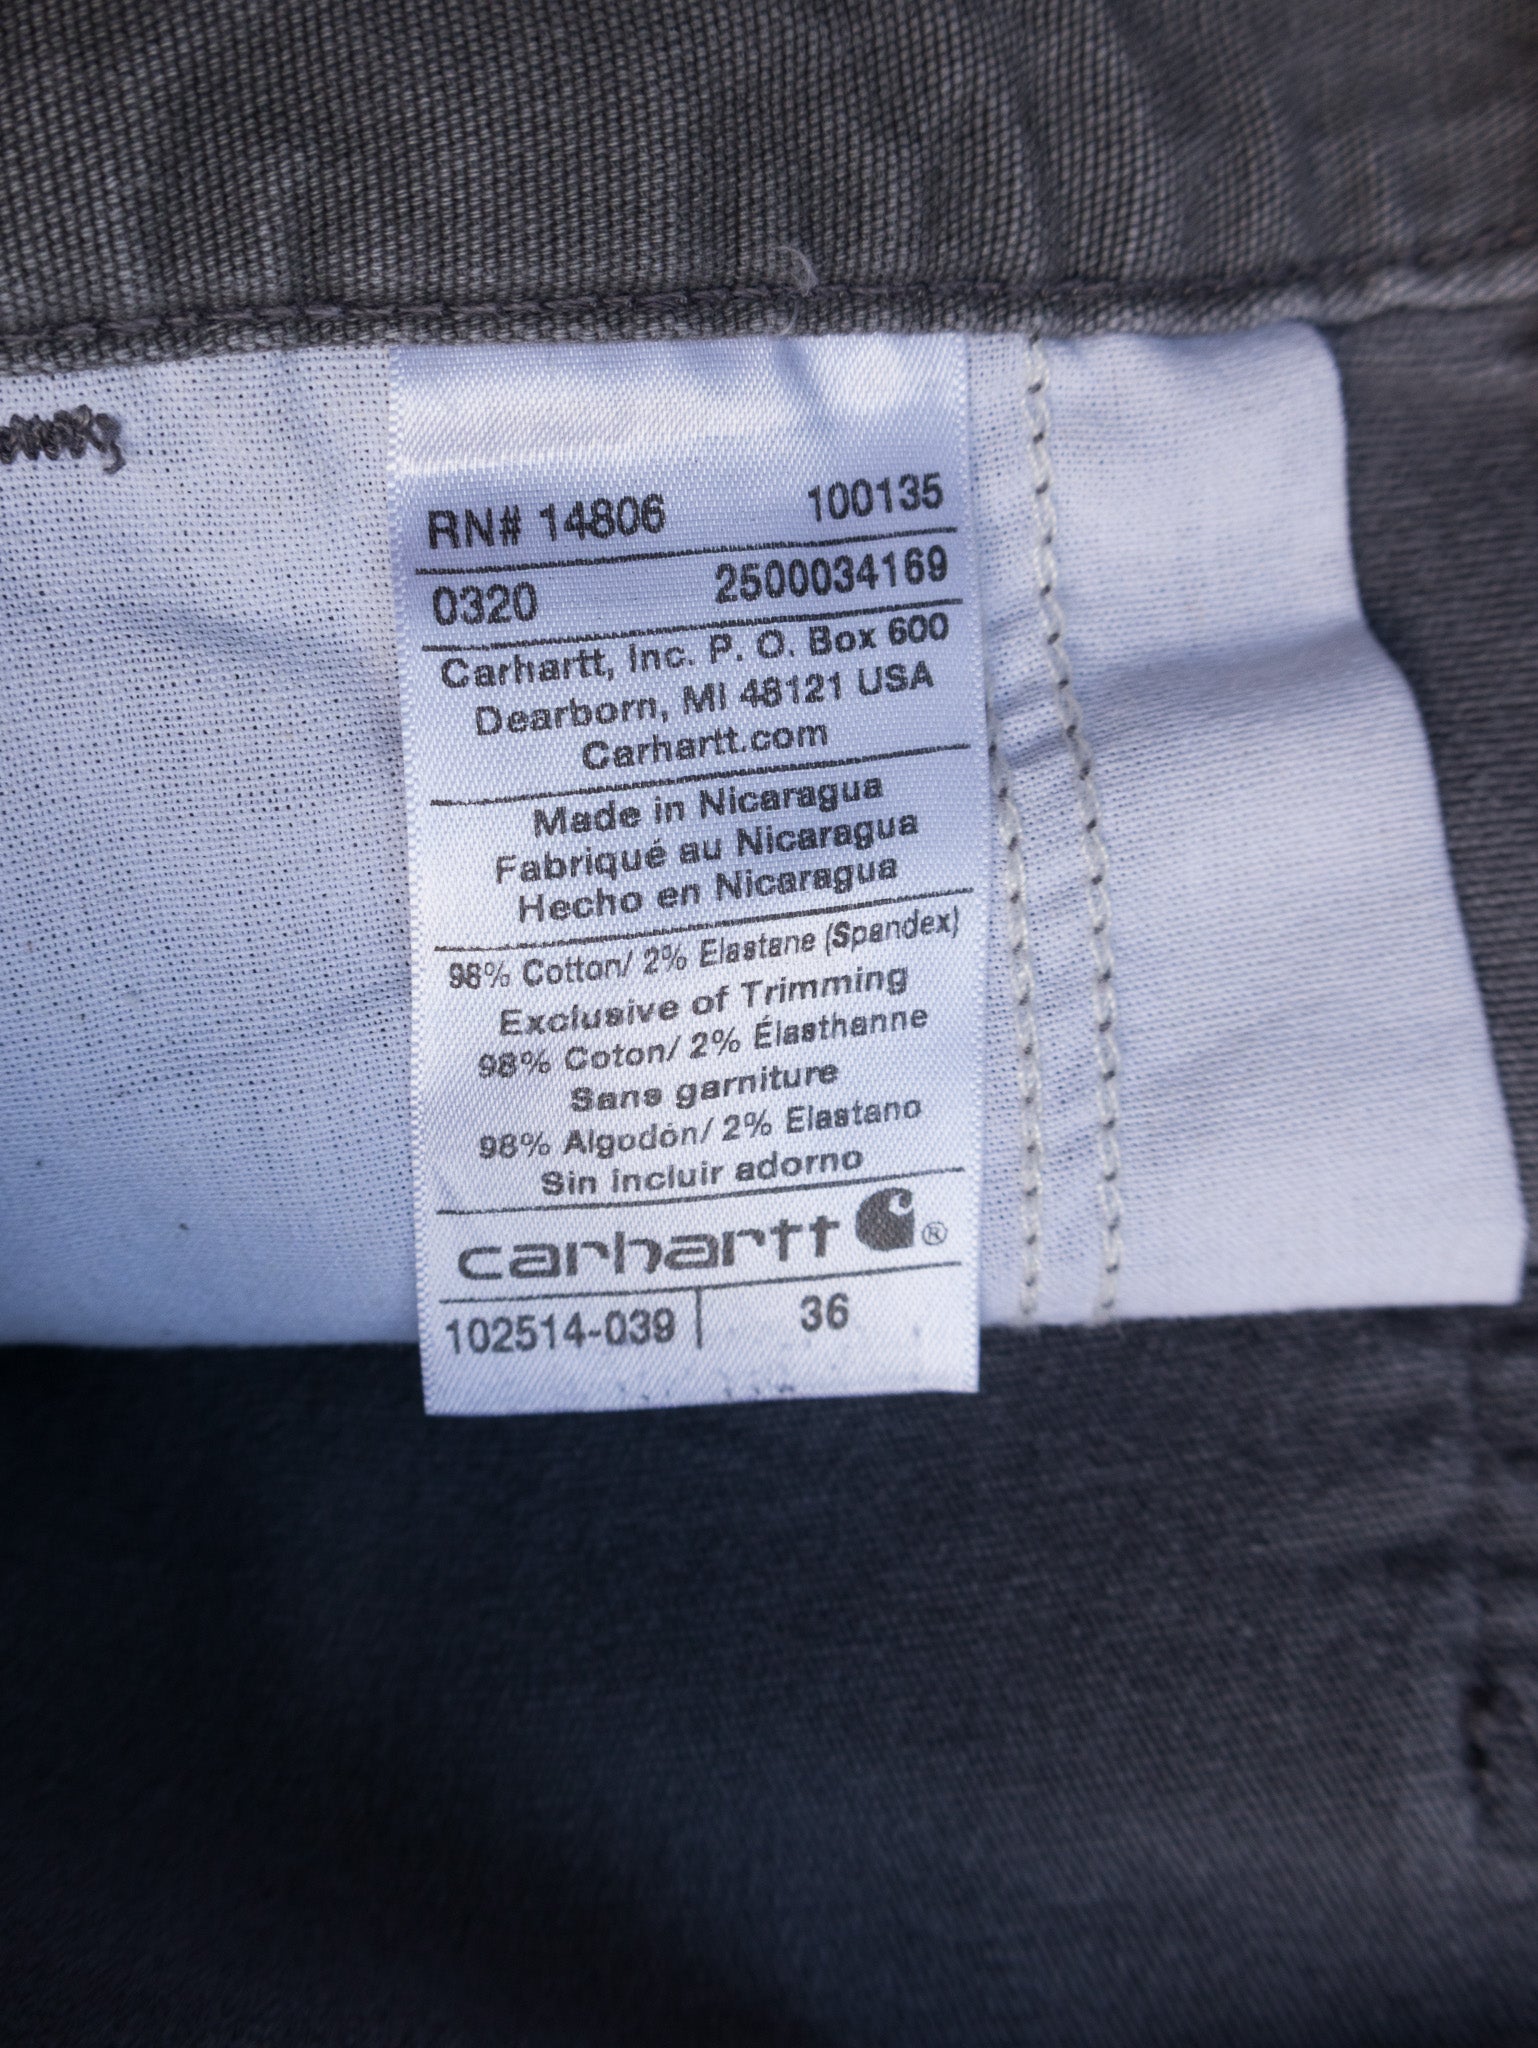 RN# 14806 100135
0320 2500034169
Carhartt, Inc. P. O. Box 600
Dearborn, MI 48121 USA
Carhartt.com
Made in Nicaragua
Fabriqué au Nicaragua
Hecho en Nicaragua
98% Cotton/ 2% Elastane (Spandex)
Exclusive of Trimming
98% Coton/ 2% Élasthanne
Sans garniture
98% Algodón/ 2% Elastano
Sin incluir adorno
carhartt ®
102514-039 | 36